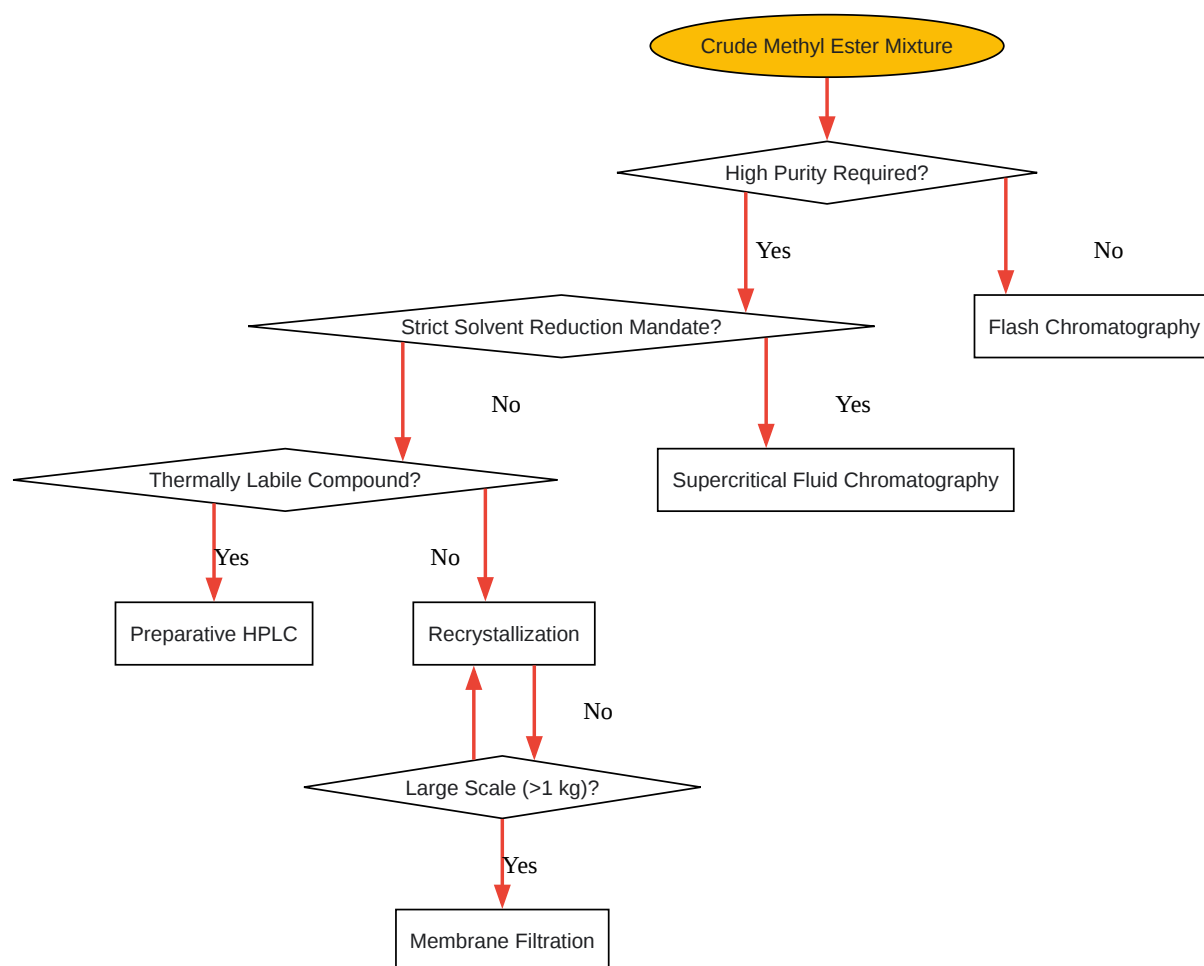 Crude Methyl Ester Mixture
High Purity Required?
Yes
No
Strict Solvent Reduction Mandate?
Flash Chromatography
No
Yes
Thermally Labile Compound?
Supercritical Fluid Chromatography
Yes
No
Preparative HPLC
Recrystallization
No
Large Scale (>1 kg)?
Yes
Membrane Filtration